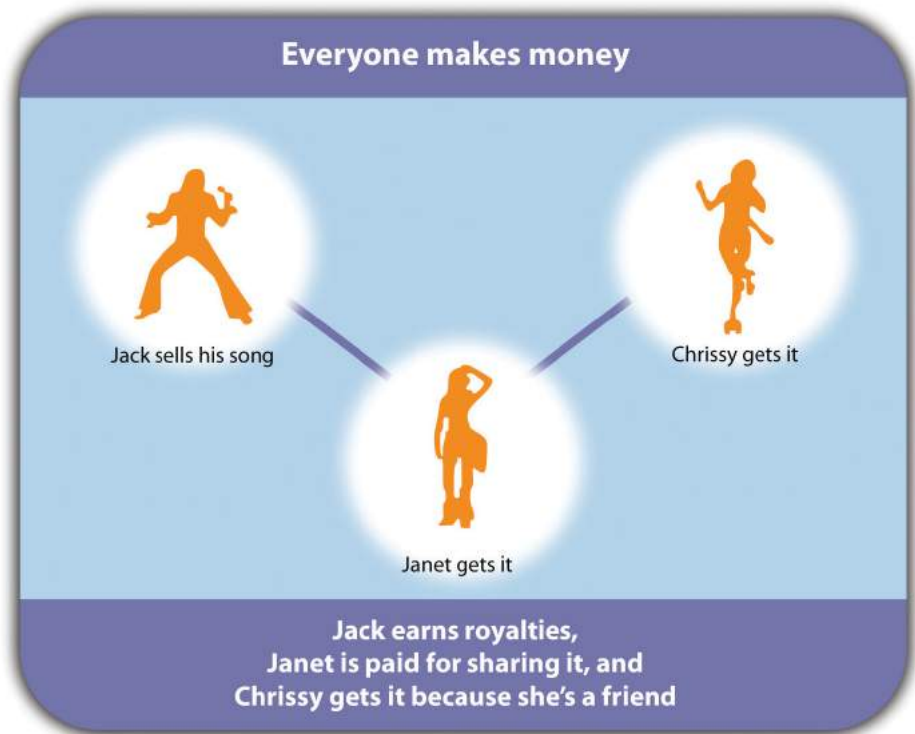 Everyone makes money
Jack sells his song
Chrissy gets it
Janet gets it
Jack earns royalties,
Janet is paid for sharing it, and
Chrissy gets it because she's a friend